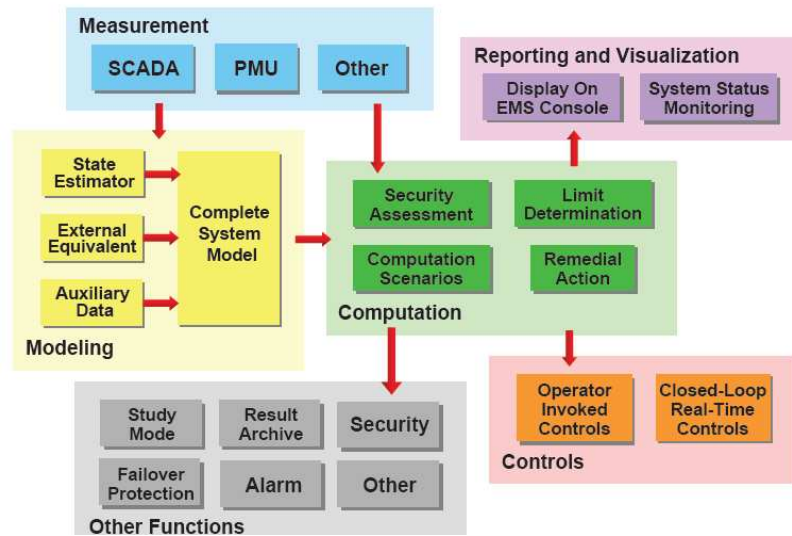 Measurement
SCADA
PMU
Other
Reporting and Visualization
Display On
EMS Console
System Status
Monitoring
State
Estimator
External
Equivalent
Auxiliary
Data
Complete
System
Model
Modeling
Security
Assessment
Limit
Determination
Computation
Scenarios
Remedial
Action
Computation
Study
Mode
Result
Archive
Security
Failover
Protection
Alarm
Other
Other Functions
Operator
Invoked
Controls
Closed-Loop
Real-Time
Controls
Controls